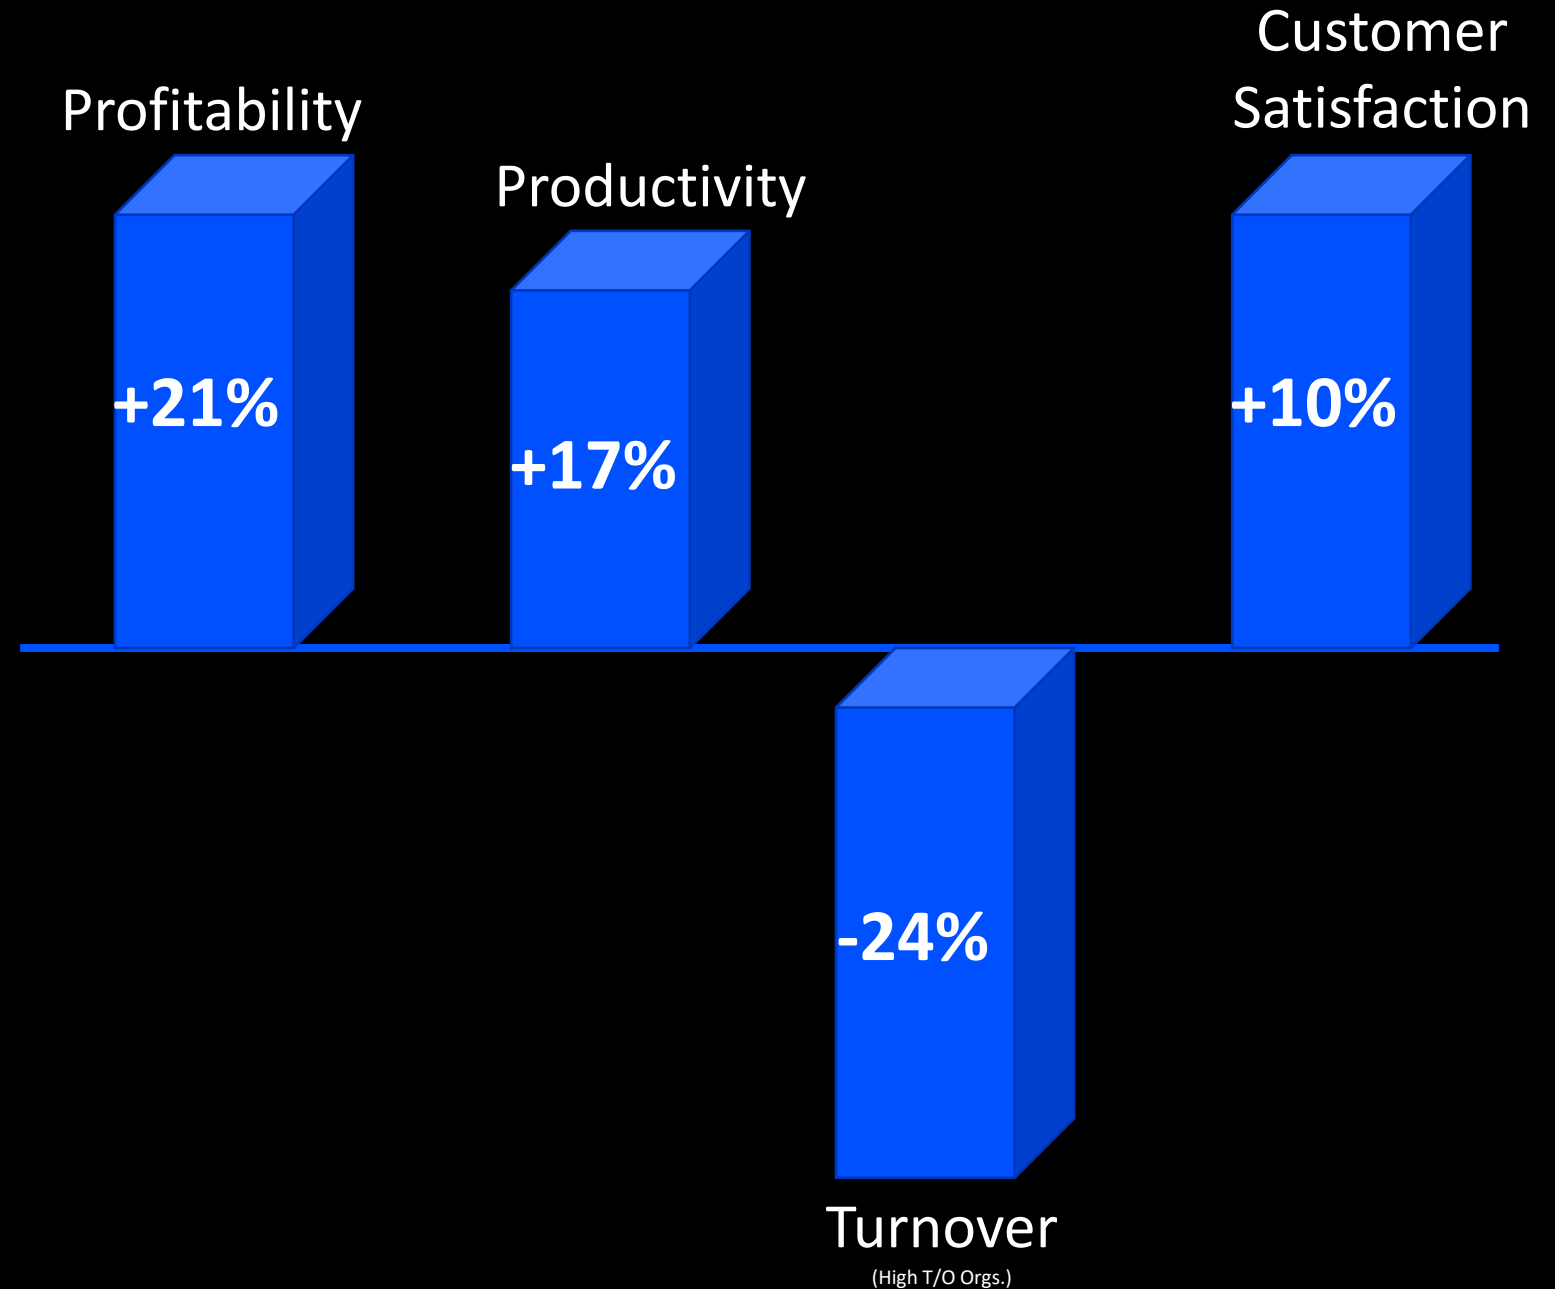 Profitability
+21%
Productivity
+17%
-24%
Turnover
(High T/O Orgs.)
Customer
Satisfaction
+10%